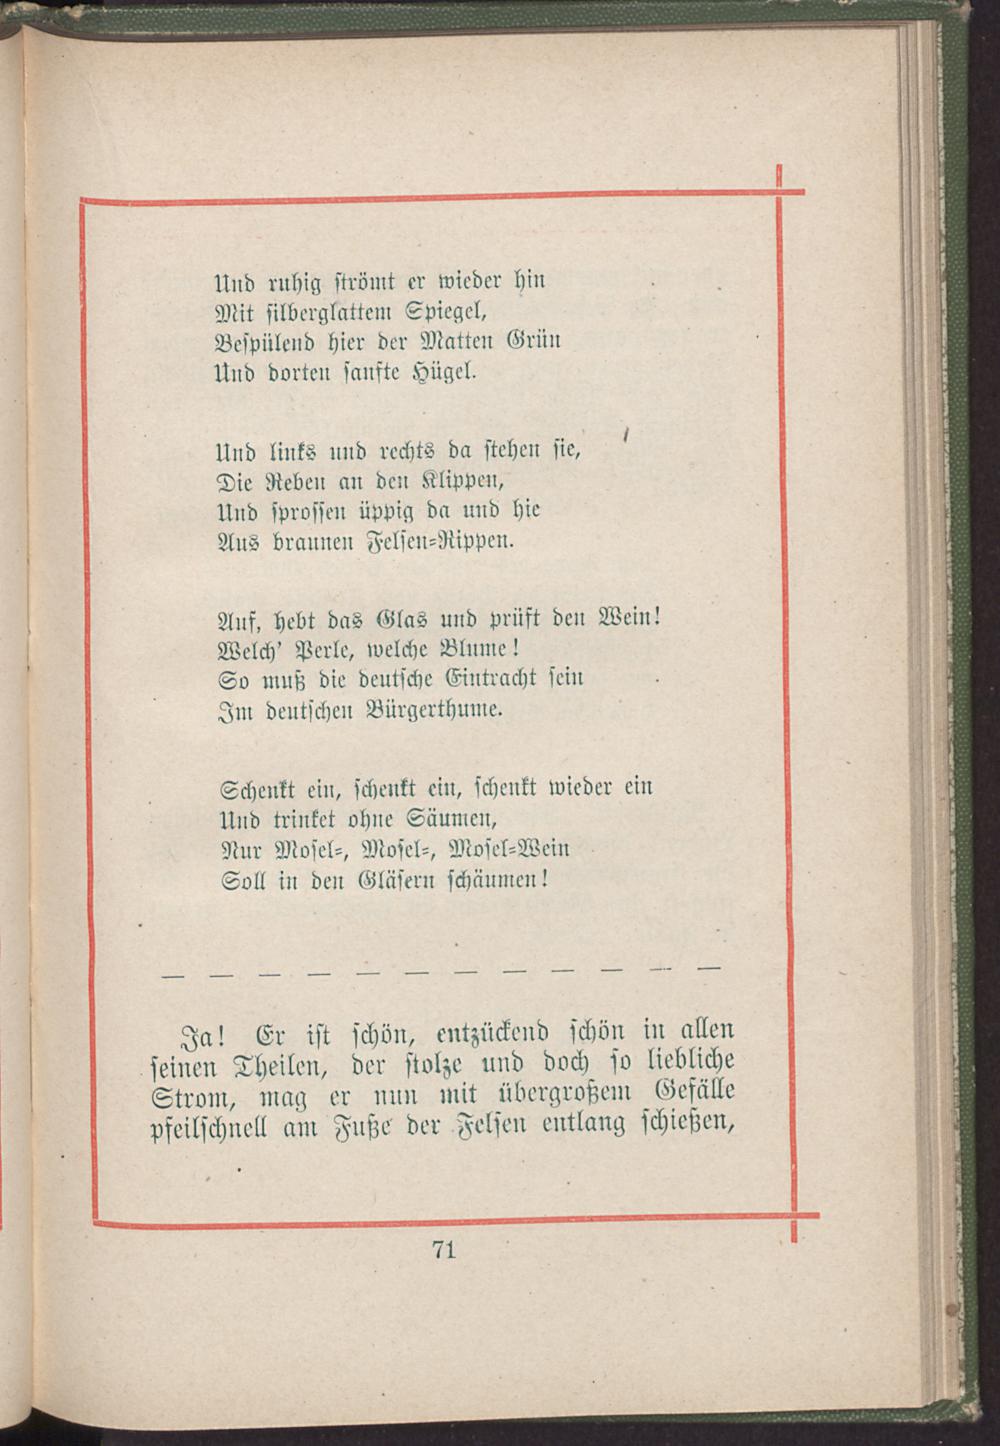 Und ruhig strömt er wieder hin
Mit silberglattem Spiegel,
Bespülend hier der Matten Grün
Und dorten sanfte Hügel.
Und links und rechts da stehen sie,
Die Reben an den Klippen,
Und sprossen üppig da und hie
Aus braunen Felsen-Rippen.
Auf, hebt das Glas und prüft den Wein!
Welch' Perle, welche Blume!
So muß die deutsche Eintracht sein
Im deutschen Bürgerthume.
Schenkt ein, schenkt ein, schenkt wieder ein
Und trinket ohne Säumen,
Nur Mosel-, Mosel-, Mosel-Wein
Soll in den Gläsern schäumen!
— — — — — — — — — — — —
Ja! Er ist schön, entzückend schön in allen
seinen Theilen, der stolze und doch so liebliche
Strom, mag er nun mit übergroßem Gefälle
pfeilschnell am Fuße der Felsen entlang schießen,
71